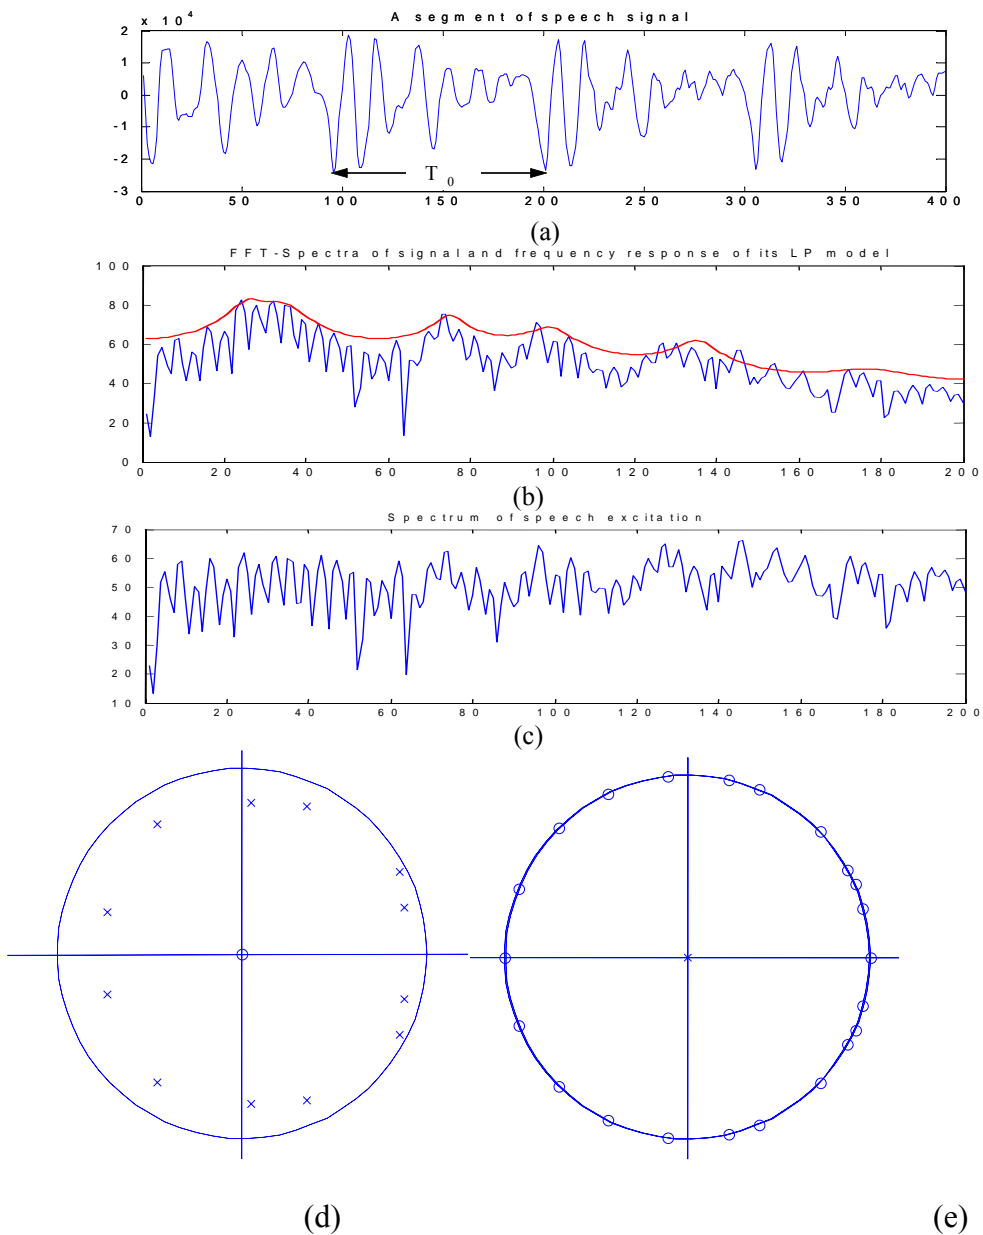 A segment of speech signal
x 10^4
2
1
0
-1
-2
-3
T0
0 50 100 150 200 250 300 350 400
(a)
FFT-Spectra of signal and frequency response of its LP model
100
80
60
40
20
0
0 20 40 60 80 100 120 140 160 180 200
(b)
Spectrum of speech excitation
70
60
50
40
30
20
10
0 20 40 60 80 100 120 140 160 180 200
(c)
(d) (e)